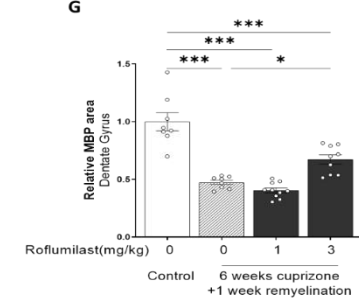 G
***
***
*** *
Relative MBP area
Dentate Gyrus
1.5
1.0
0.5
0.0
Roflumilast(mg/kg) 0 0 1 3
Control 6 weeks cuprizone
+1 week remyelination